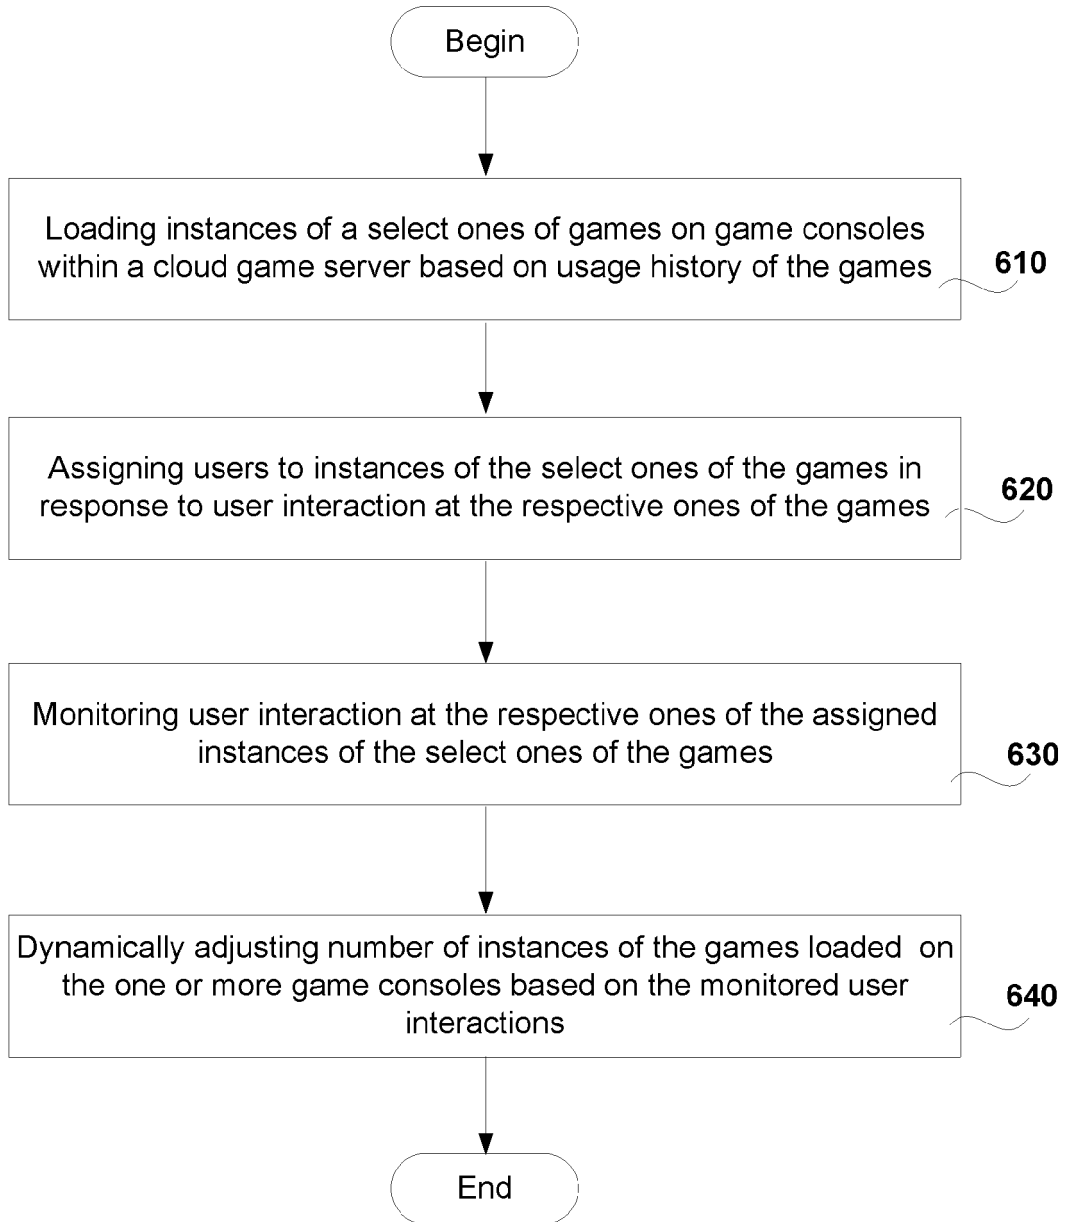 Begin
Loading instances of a select ones of games on game consoles
within a cloud game server based on usage history of the games
610
Assigning users to instances of the select ones of the games in
response to user interaction at the respective ones of the games
620
Monitoring user interaction at the respective ones of the assigned
instances of the select ones of the games
630
Dynamically adjusting number of instances of the games loaded on
the one or more game consoles based on the monitored user
interactions
640
End